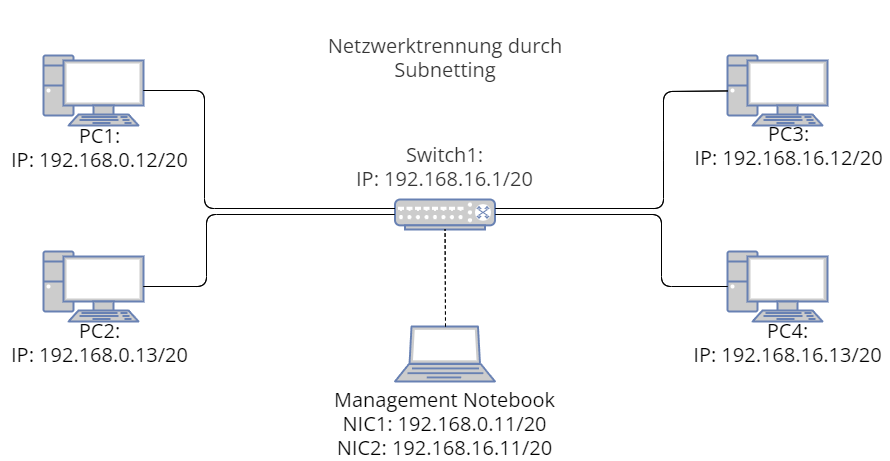 Netzwerktrennung durch
Subnetting
PC1:
IP: 192.168.0.12/20
PC3:
IP: 192.168.16.12/20
Switch1:
IP: 192.168.16.1/20
PC2:
IP: 192.168.0.13/20
PC4:
IP: 192.168.16.13/20
Management Notebook
NIC1: 192.168.0.11/20
NIC2: 192.168.16.11/20